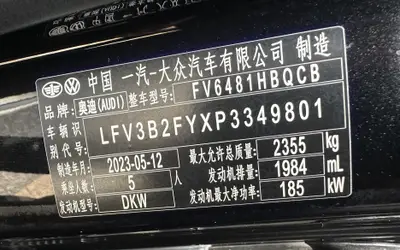 中国 一汽-大众汽车有限公司 制造
品牌:奥迪(AUDI) 整车型号: FV6481HBQCB
车辆识别代号: LFV3B2FYXP3349801
制造年月: 2023-05-12 最大允许总质量: 2355 kg
乘坐人数: 5 人 发动机排量: 1984 mL
发动机型号: DKW 发动机最大净功率: 185 kW